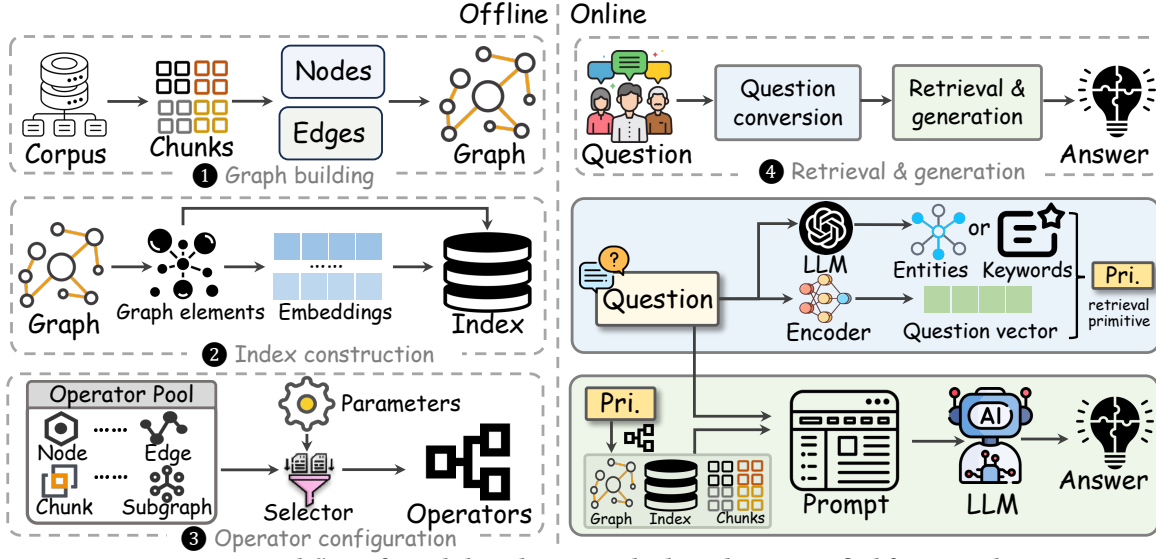 Offline
Online
Corpus
Chunks
Nodes
Edges
Graph
❶ Graph building
Question
Question
conversion
Retrieval &
generation
Answer
❹ Retrieval & generation
Graph
Graph elements
......
Embeddings
Index
❷ Index construction
?
Question
LLM
Encoder
Entities
or
Keywords
Question vector
Pri.
retrieval
primitive
Operator Pool
Node
......
Edge
Chunk
......
Subgraph
Parameters
Selector
Operators
❸ Operator configuration
Pri.
Graph
Index
Chunks
Prompt
AI
LLM
Answer